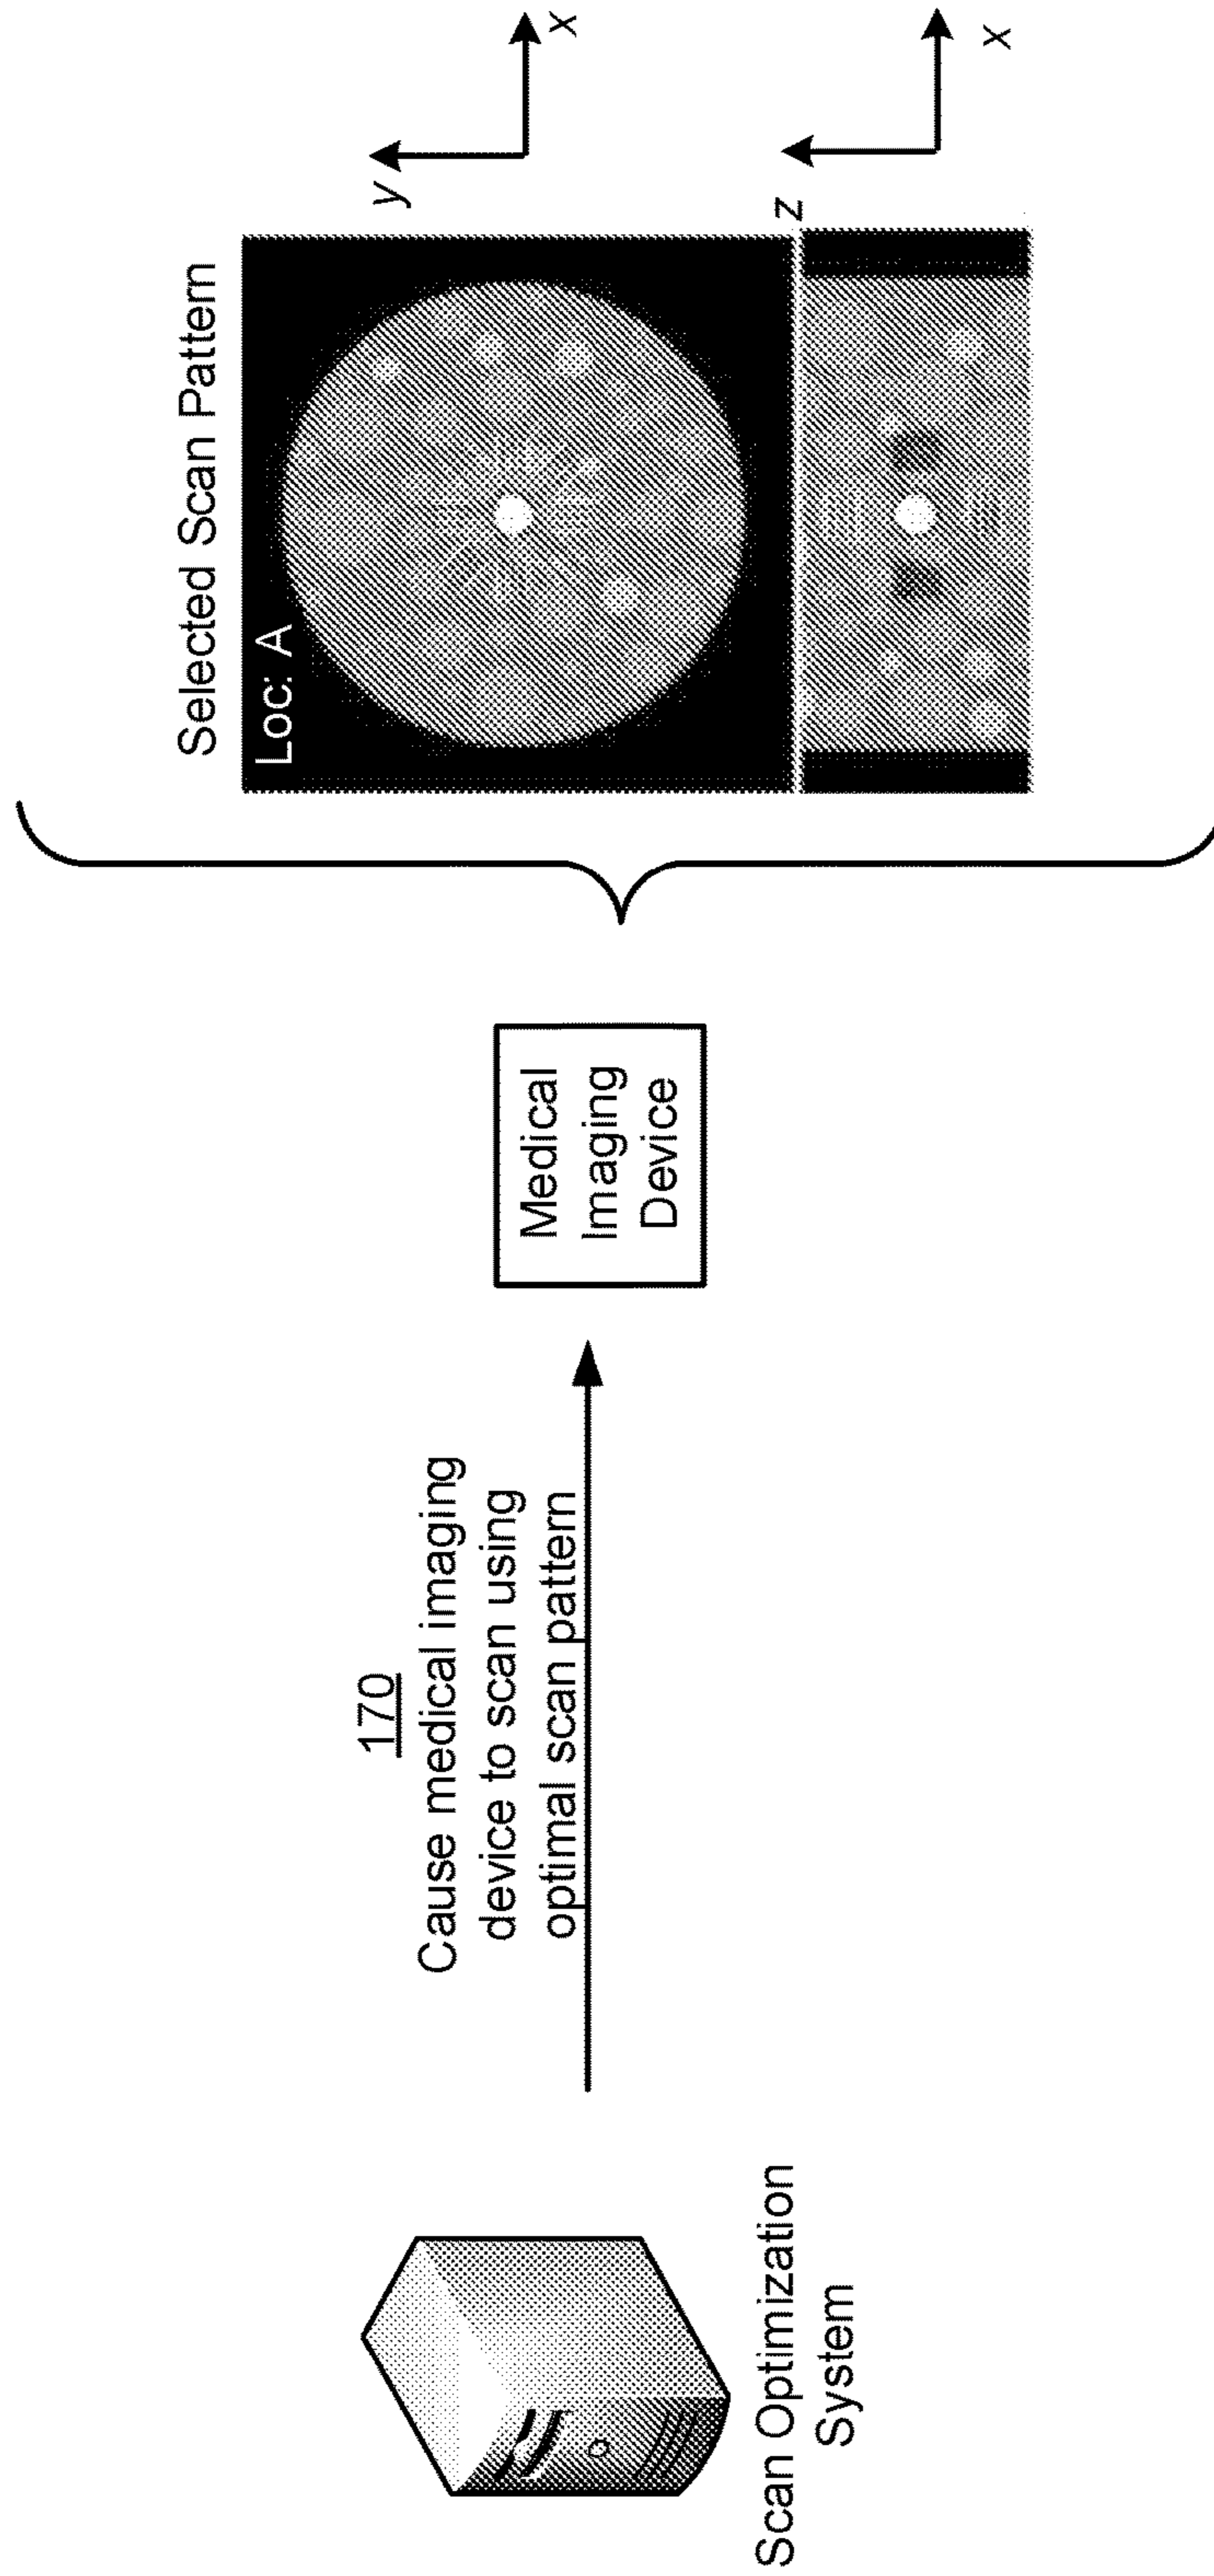 170
Cause medical imaging
device to scan using
optimal scan pattern
Scan Optimization
System
Medical
Imaging
Device
Selected Scan Pattern
Loc: A
y
x
z
x